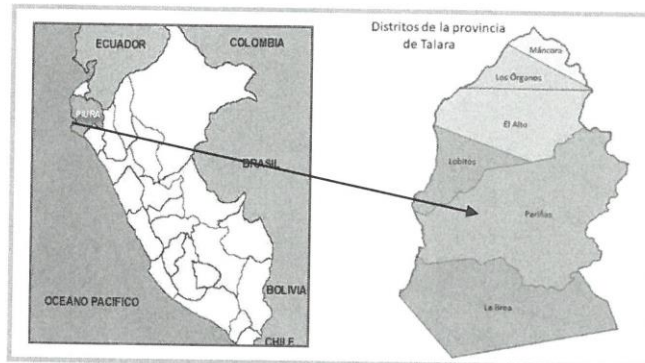 ECUADOR
COLOMBIA
PIURA
BRASIL
OCEANO PACIFICO
BOLIVIA
CHILE
Distritos de la provincia
de Talara
Máncora
Los Órganos
El Alto
Lobitos
Pariñas
La Brea